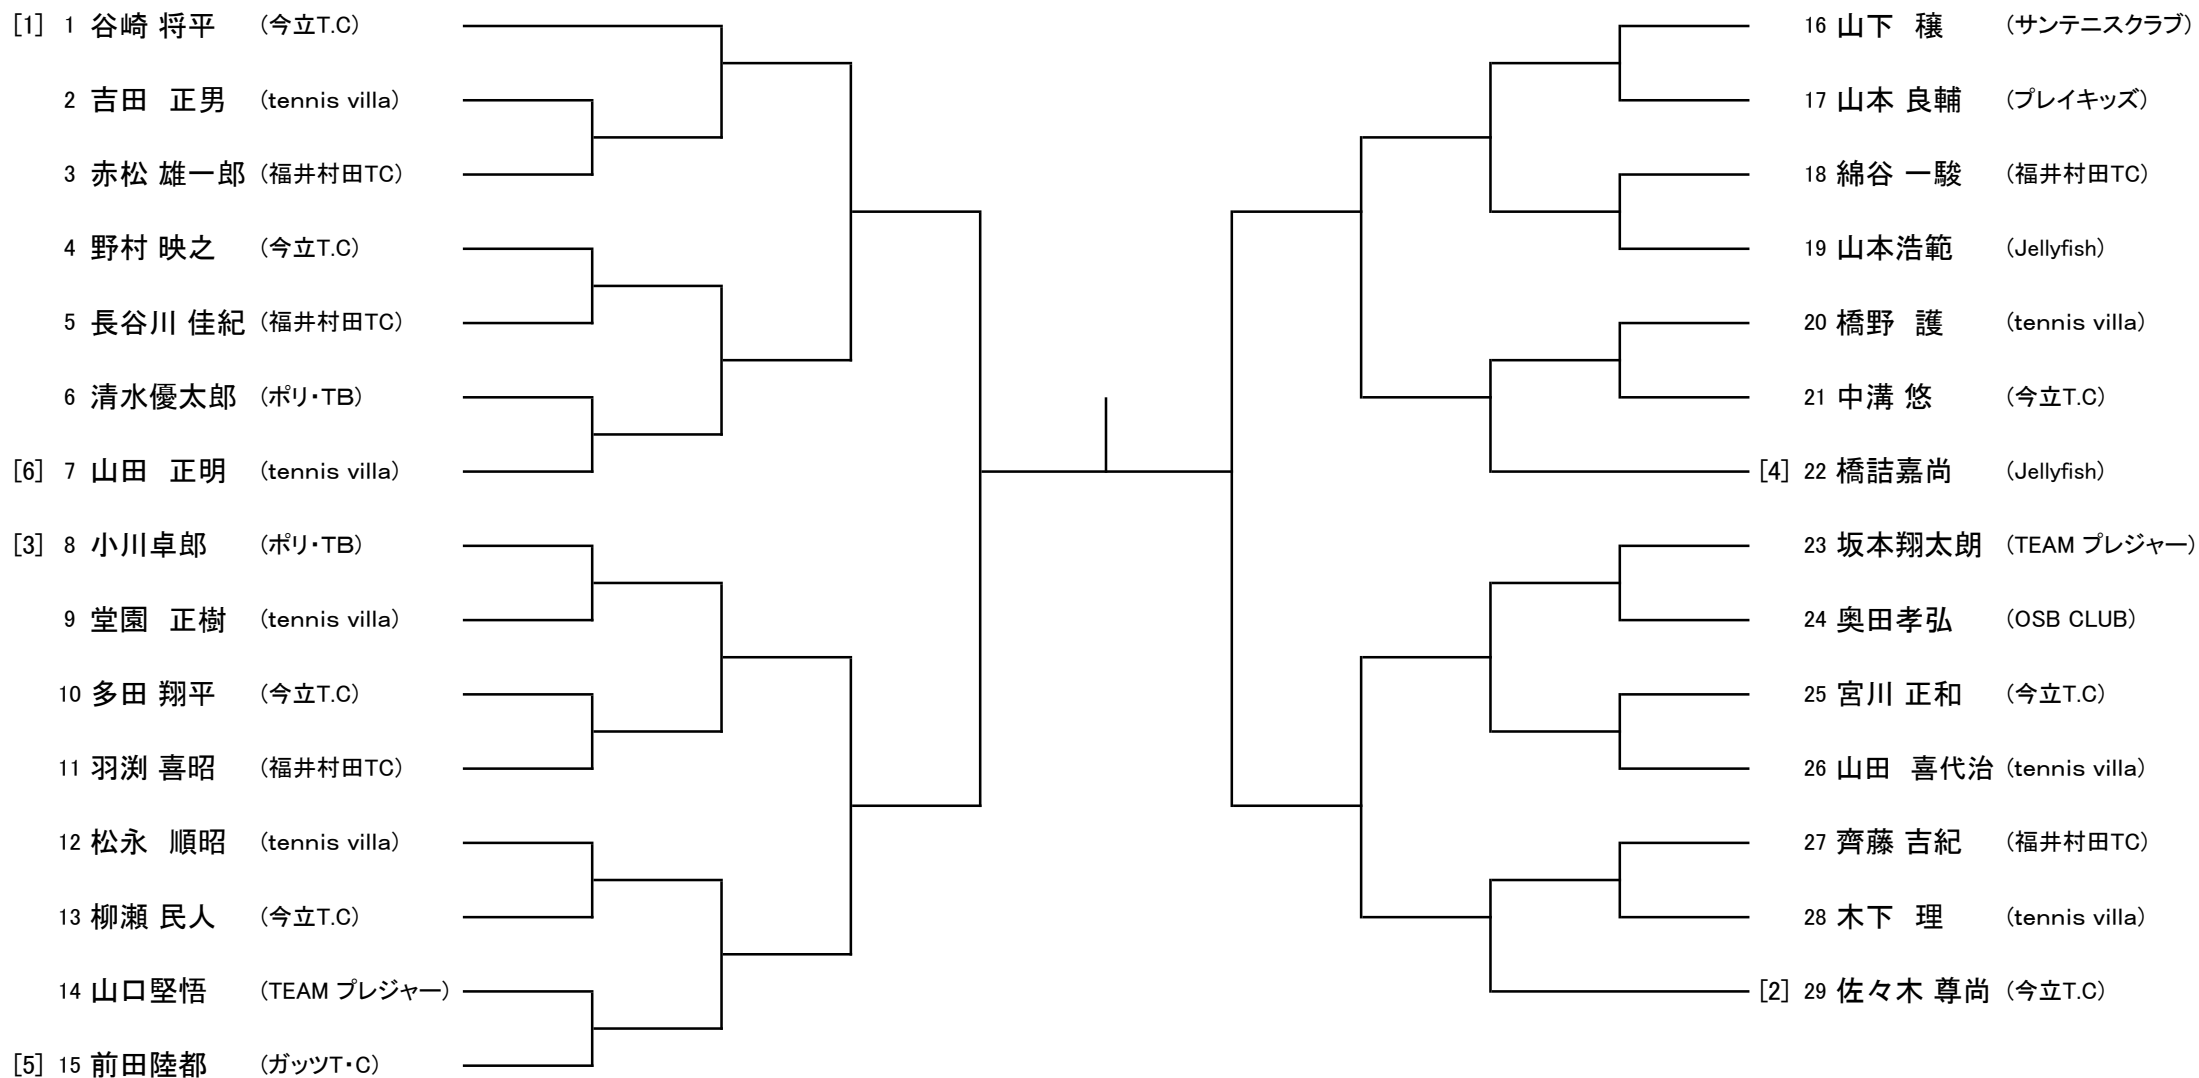 [1] 1 谷崎 将平 (今立T.C)
2 吉田 正男 (tennis villa)
3 赤松 雄一郎 (福井村田TC)
4 野村 映之 (今立T.C)
5 長谷川 佳紀 (福井村田TC)
6 清水優太郎 (ポリ・TB)
[6] 7 山田 正明 (tennis villa)
[3] 8 小川卓郎 (ポリ・TB)
9 堂園 正樹 (tennis villa)
10 多田 翔平 (今立T.C)
11 羽渕 喜昭 (福井村田TC)
12 松永 順昭 (tennis villa)
13 柳瀬 民人 (今立T.C)
14 山口堅悟 (TEAM プレジャー)
[5] 15 前田陸都 (ガッツT・C)
16 山下 穣 (サンテニスクラブ)
17 山本 良輔 (プレイキッズ)
18 綿谷 一駿 (福井村田TC)
19 山本浩範 (Jellyfish)
20 橋野 護 (tennis villa)
21 中溝 悠 (今立T.C)
[4] 22 橋詰嘉尚 (Jellyfish)
23 坂本翔太朗 (TEAM プレジャー)
24 奥田孝弘 (OSB CLUB)
25 宮川 正和 (今立T.C)
26 山田 喜代治 (tennis villa)
27 齊藤 吉紀 (福井村田TC)
28 木下 理 (tennis villa)
[2] 29 佐々木 尊尚 (今立T.C)